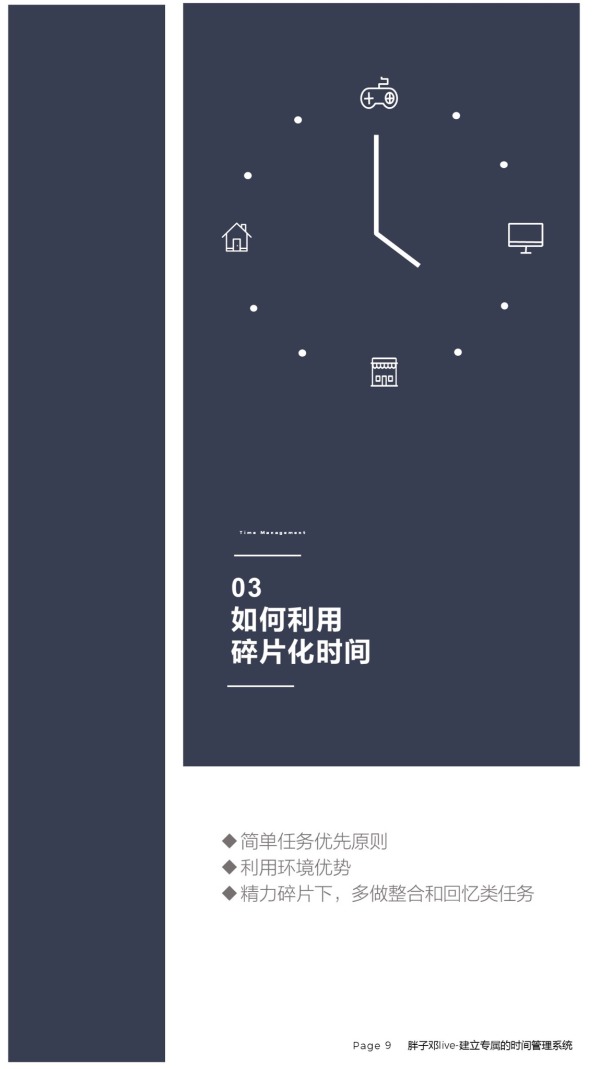 Time Management
03
如何利用
碎片化时间
◆简单任务优先原则
◆利用环境优势
◆精力碎片下，多做整合和回忆类任务
Page 9 胖子邓live-建立专属的时间管理系统